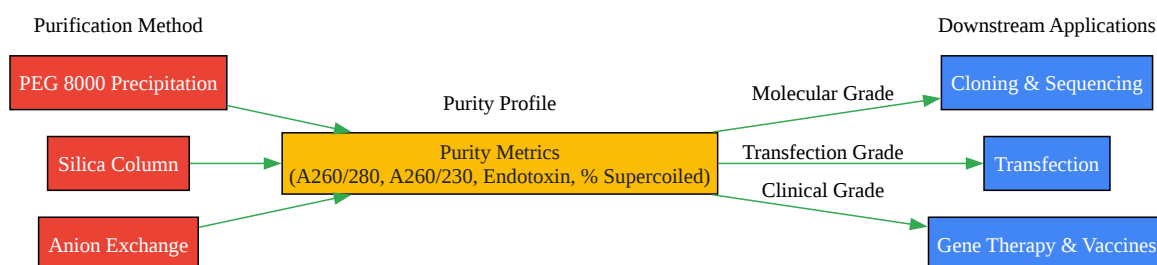 Purification Method
Downstream Applications
PEG 8000 Precipitation
Cloning & Sequencing
Purity Profile
Molecular Grade
Silica Column
Purity Metrics
(A260/280, A260/230, Endotoxin, % Supercoiled)
Transfection Grade
Transfection
Clinical Grade
Anion Exchange
Gene Therapy & Vaccines